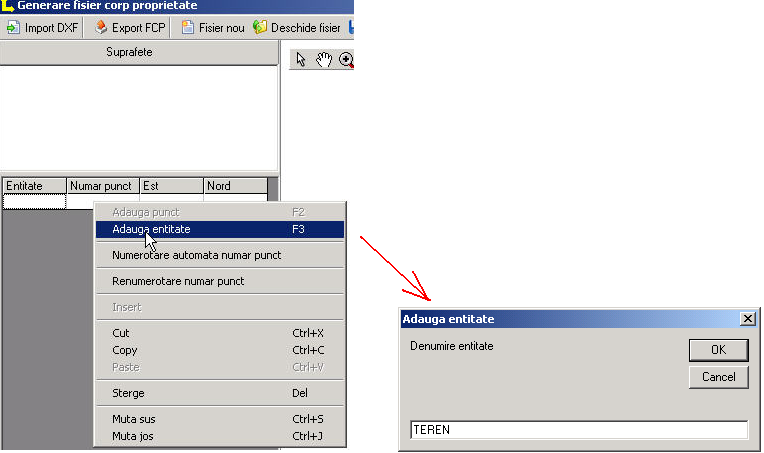 Generare fisier corp proprietate
Import DXF Export FCP Fisier nou Deschide fisier
Suprafete
Entitate Numar punct Est Nord
Adauga punct F2
Adauga entitate F3
Numerotare automata numar punct
Renumerotare numar punct
Insert
Cut Ctrl+X
Copy Ctrl+C
Paste Ctrl+V
Sterge Del
Muta sus Ctrl+S
Muta jos Ctrl+J
Adauga entitate
Denumire entitate
OK
Cancel
TEREN